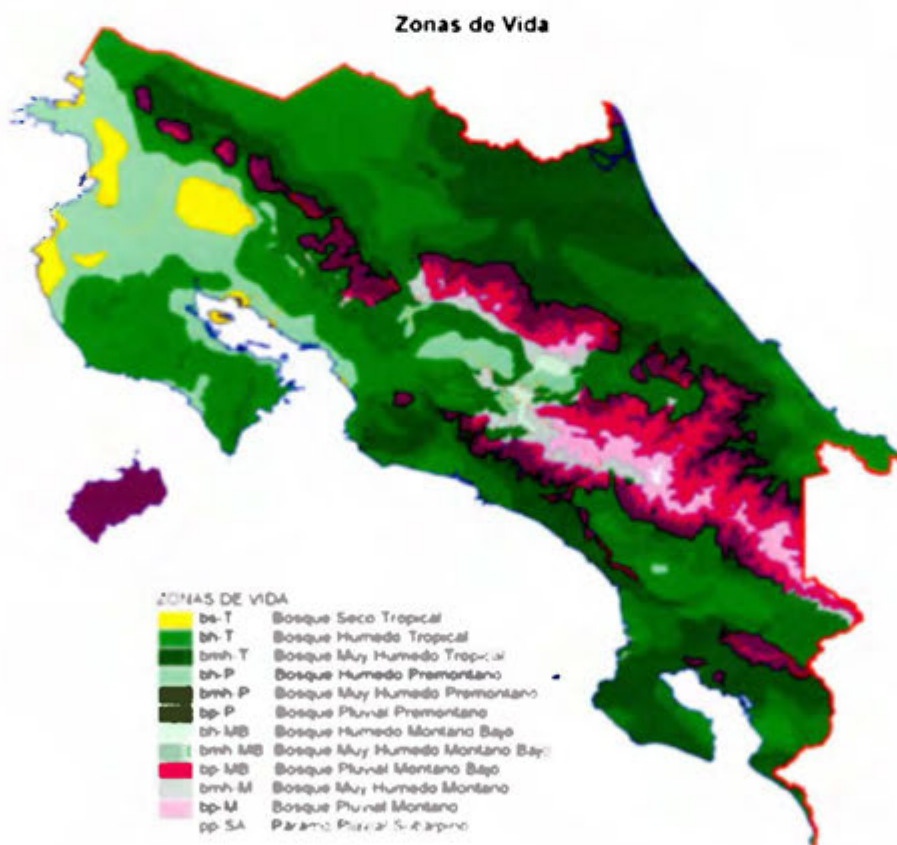 Zonas de Vida
ZONAS DE VIDA
bs-T Bosque Seco Tropical
bh-T Bosque Humedo Tropical
bmh-T Bosque Muy Humedo Tropical
bh-P Bosque Humedo Premontano
bmh-P Bosque Muy Humedo Premontano
bp-P Bosque Pluvial Premontano
bh-MB Bosque Humedo Montano Bajo
bmh-MB Bosque Muy Humedo Montano Bajo
bp-MB Bosque Pluvial Montano Bajo
bmh-M Bosque Muy Humedo Montano
bp-M Bosque Pluvial Montano
pp-SA Paramo Pluvial Subalpino